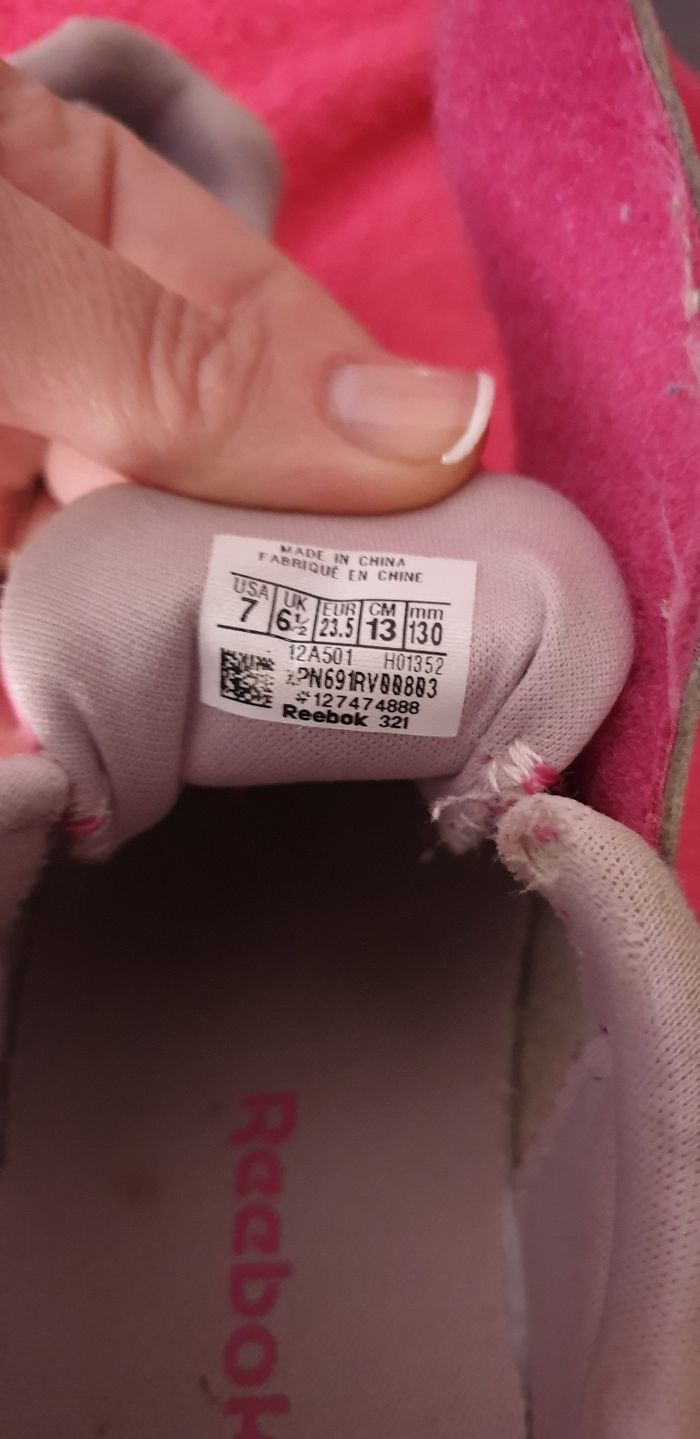 MADE IN CHINA
FABRIQUÉ EN CHINE
USA UK EUR CM mm
7 6½ 23.5 13 130
12A501 H01352
PN691RV00803
#127474888
Reebok 321
Reebok